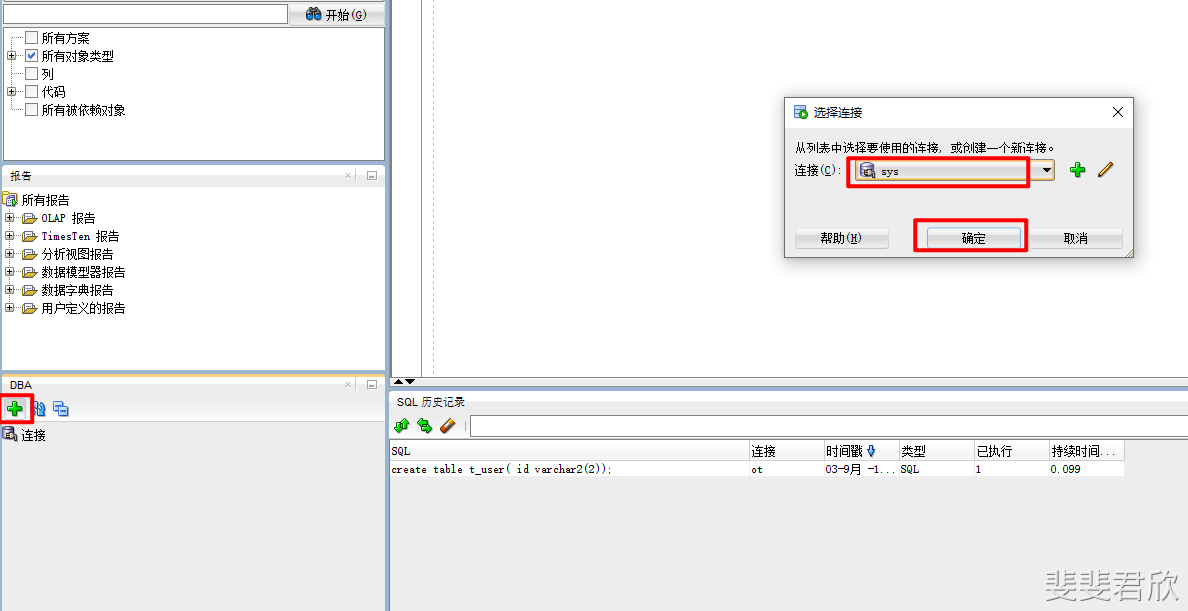 开始(G)
所有方案
所有对象类型
列
代码
所有被依赖对象
报告
所有报告
OLAP 报告
TimesTen 报告
分析视图报告
数据模型器报告
数据字典报告
用户定义的报告
DBA
连接
选择连接
从列表中选择要使用的连接, 或创建一个新连接。
连接(C): sys
帮助(H) 确定 取消
SQL 历史记录
SQL 连接 时间戳 类型 已执行 持续时间...
create table t_user( id varchar2(2)); ot 03-9月 -1... SQL 1 0.099
斐斐君欣